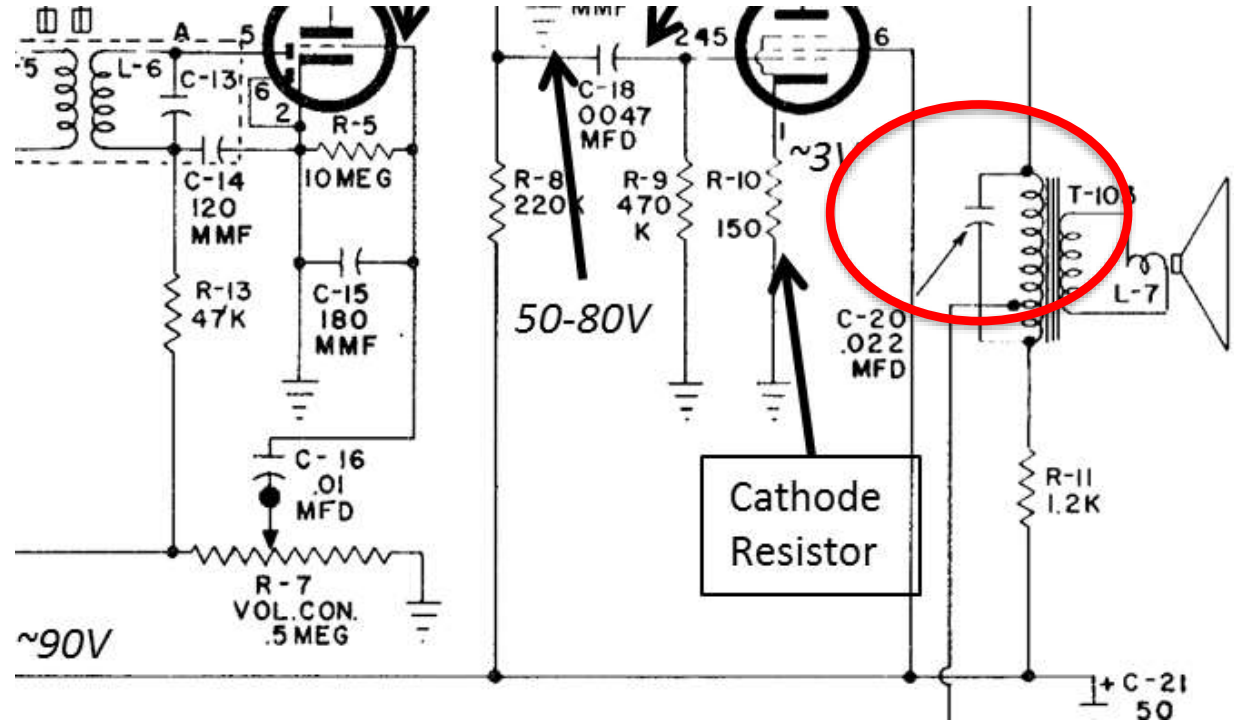 MMF
A
5
245
6
-5
L-6
C-13
6
2
R-5
10 MEG
C-14
120
MMF
C-18
0047
MFD
1
~3V
R-8
220K
R-9
470
K
R-10
150
T-103
L-7
R-13
47K
C-15
180
MMF
50-80V
C-20
.022
MFD
C-16
.01
MFD
Cathode
Resistor
R-11
1.2K
R-7
VOL.CON.
.5MEG
~90V
+ C-21
50